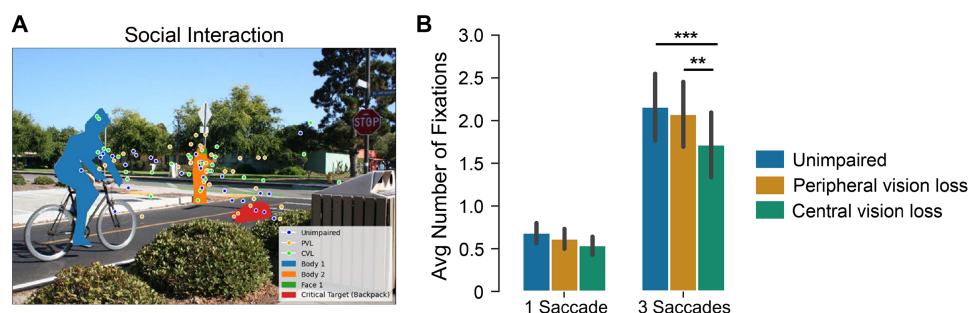 A
Social Interaction
STOP
Unimpaired
PVL
CVL
Body 1
Body 2
Face 1
Critical Target (Backpack)
B
Avg Number of Fixations
3.0
2.5
2.0
1.5
1.0
0.5
0
***
**
1 Saccade
3 Saccades
Unimpaired
Peripheral vision loss
Central vision loss